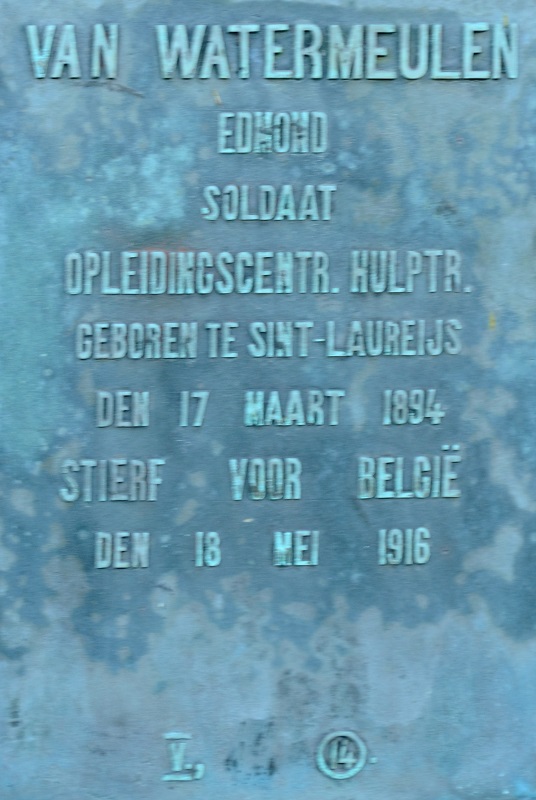 VAN WATERMEULEN
EDMOND
SOLDAAT
OPLEIDINGSCENTR. HULPTR.
GEBOREN TE SINT-LAUREIJS
DEN 17 MAART 1894
STIERF VOOR BELGIË
DEN 18 MEI 1916
V., 14.